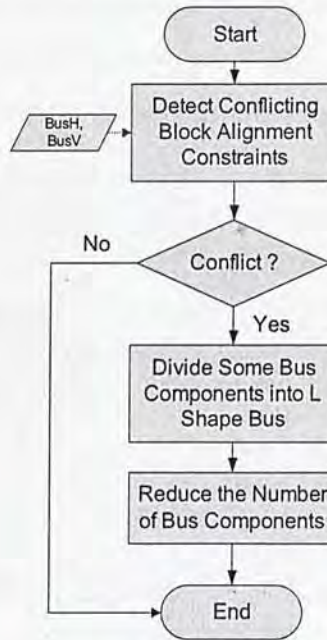 Start
BusH,
BusV
Detect Conflicting
Block Alignment
Constraints
Conflict ?
No
Yes
Divide Some Bus
Components into L
Shape Bus
Reduce the Number
of Bus Components
End